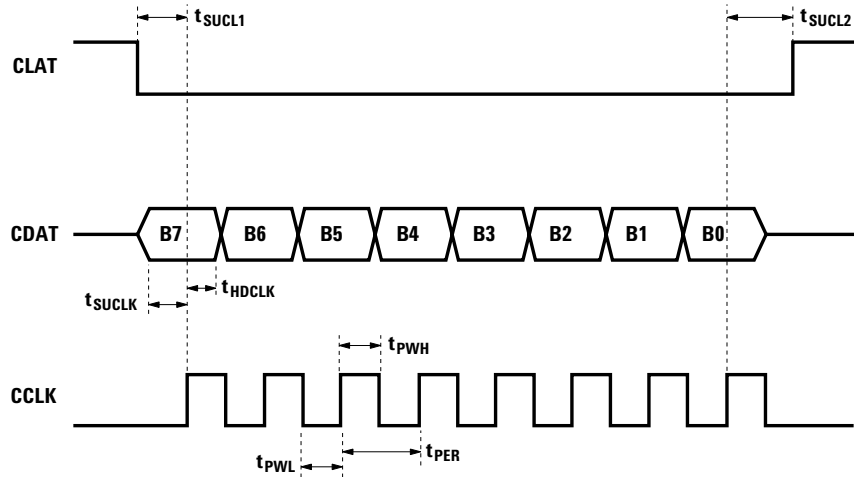 tSUCL1
tSUCL2
CLAT
CDAT
B7 B6 B5 B4 B3 B2 B1 B0
tSUCLK
tHDCLK
tPWH
CCLK
tPWL
tPER